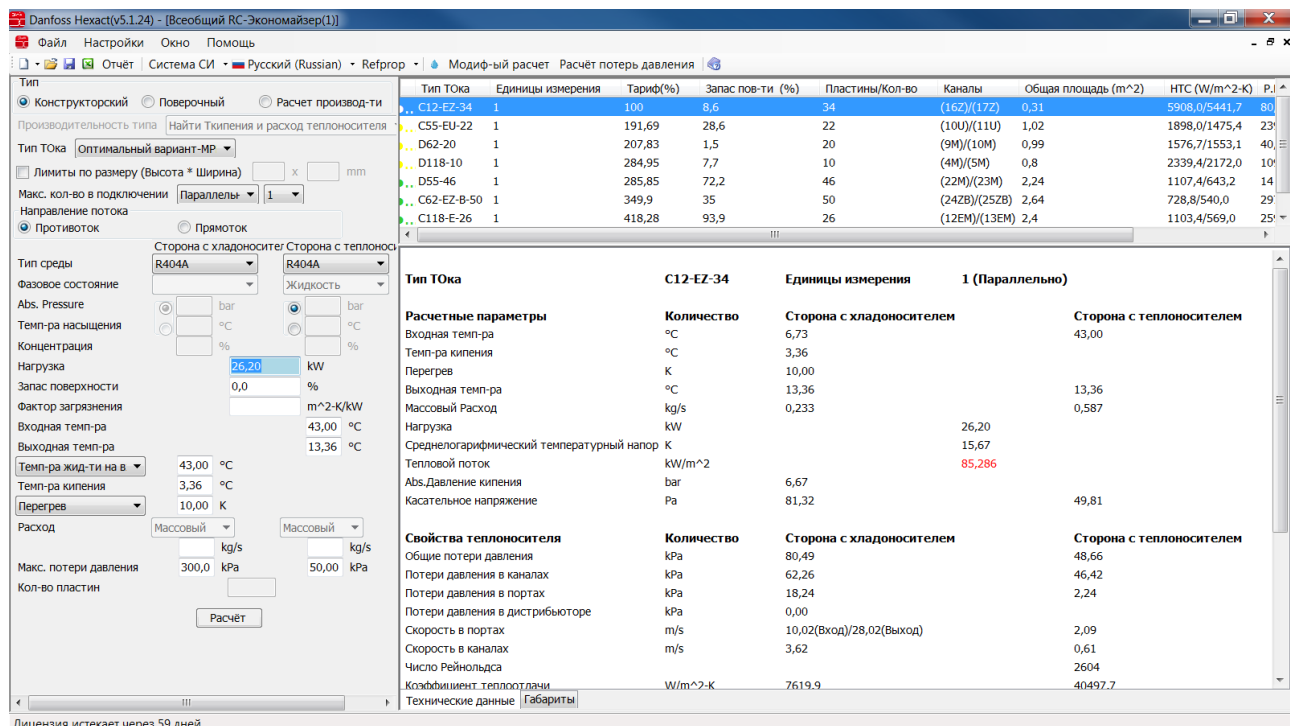 Danfoss Hexact(v5.1.24) - [Всеобщий RC-Экономайзер(1)]
Файл Настройки Окно Помощь
Отчёт Система СИ Русский (Russian) Refprop Модиф-ый расчет Расчёт потерь давления
Тип
Конструкторский Поверочный Расчет производ-ти
Производительность типа Найти Ткипения и расход теплоносителя
Тип ТОка Оптимальный вариант-MP
Лимиты по размеру (Высота * Ширина) x mm
Макс. кол-во в подключении Параллелы 1
Направление потока
Противоток Прямоток
Сторона с хладоносител Сторона с теплоноси
Тип среды R404A R404A
Фазовое состояние Жидкость
Abs. Pressure bar bar
Темп-ра насыщения °C °C
Концентрация % %
Нагрузка 26,20 kW
Запас поверхности 0,0 %
Фактор загрязнения m^2-K/kW
Входная темп-ра 43,00 °C
Выходная темп-ра 13,36 °C
Темп-ра жид-ти на в 43,00 °C
Темп-ра кипения 3,36 °C
Перегрев 10,00 K
Расход Массовый Массовый
kg/s kg/s
Макс. потери давления 300,0 kPa 50,00 kPa
Кол-во пластин
Расчёт
Тип ТОка Единицы измерения Тариф(%) Запас пов-ти (%) Пластины/Кол-во Каналы Общая площадь (m^2) HTC (W/m^2-K)
C12-EZ-34 1 100 8,6 34 (16Z)/(17Z) 0,31 5908,0/5441,7 80,
C55-EU-22 1 191,69 28,6 22 (10U)/(11U) 1,02 1898,0/1475,4
D62-20 1 207,83 1,5 20 (9M)/(10M) 0,99 1576,7/1553,1 40,
D118-10 1 284,95 7,7 10 (4M)/(5M) 0,8 2339,4/2172,0
D55-46 1 285,85 72,2 46 (22M)/(23M) 2,24 1107,4/643,2 14
C62-EZ-B-50 1 349,9 35 50 (24ZB)/(25ZB) 2,64 728,8/540,0
C118-E-26 1 418,28 93,9 26 (12EM)/(13EM) 2,4 1103,4/569,0
Тип ТОка C12-EZ-34 Единицы измерения 1 (Параллельно)
Расчетные параметры Количество Сторона с хладоносителем Сторона с теплоносителем
Входная темп-ра °C 6,73 43,00
Темп-ра кипения °C 3,36
Перегрев K 10,00
Выходная темп-ра °C 13,36 13,36
Массовый Расход kg/s 0,233 0,587
Нагрузка kW 26,20
Среднелогарифмический температурный напор K 15,67
Тепловой поток kW/m^2 85,286
Abs.Давление кипения bar 6,67
Касательное напряжение Pa 81,32 49,81
Свойства теплоносителя Количество Сторона с хладоносителем Сторона с теплоносителем
Общие потери давления kPa 80,49 48,66
Потери давления в каналах kPa 62,26 46,42
Потери давления в портах kPa 18,24 2,24
Потери давления в дистрибьюторе kPa 0,00
Скорость в портах m/s 10,02(Вход)/28,02(Выход) 2,09
Скорость в каналах m/s 3,62 0,61
Число Рейнольдса 2604
Коэффициент теплоотдачи W/m^2-K 7619,9 40497,7
Технические данные Габариты
Лицензия истекает через 59 дней